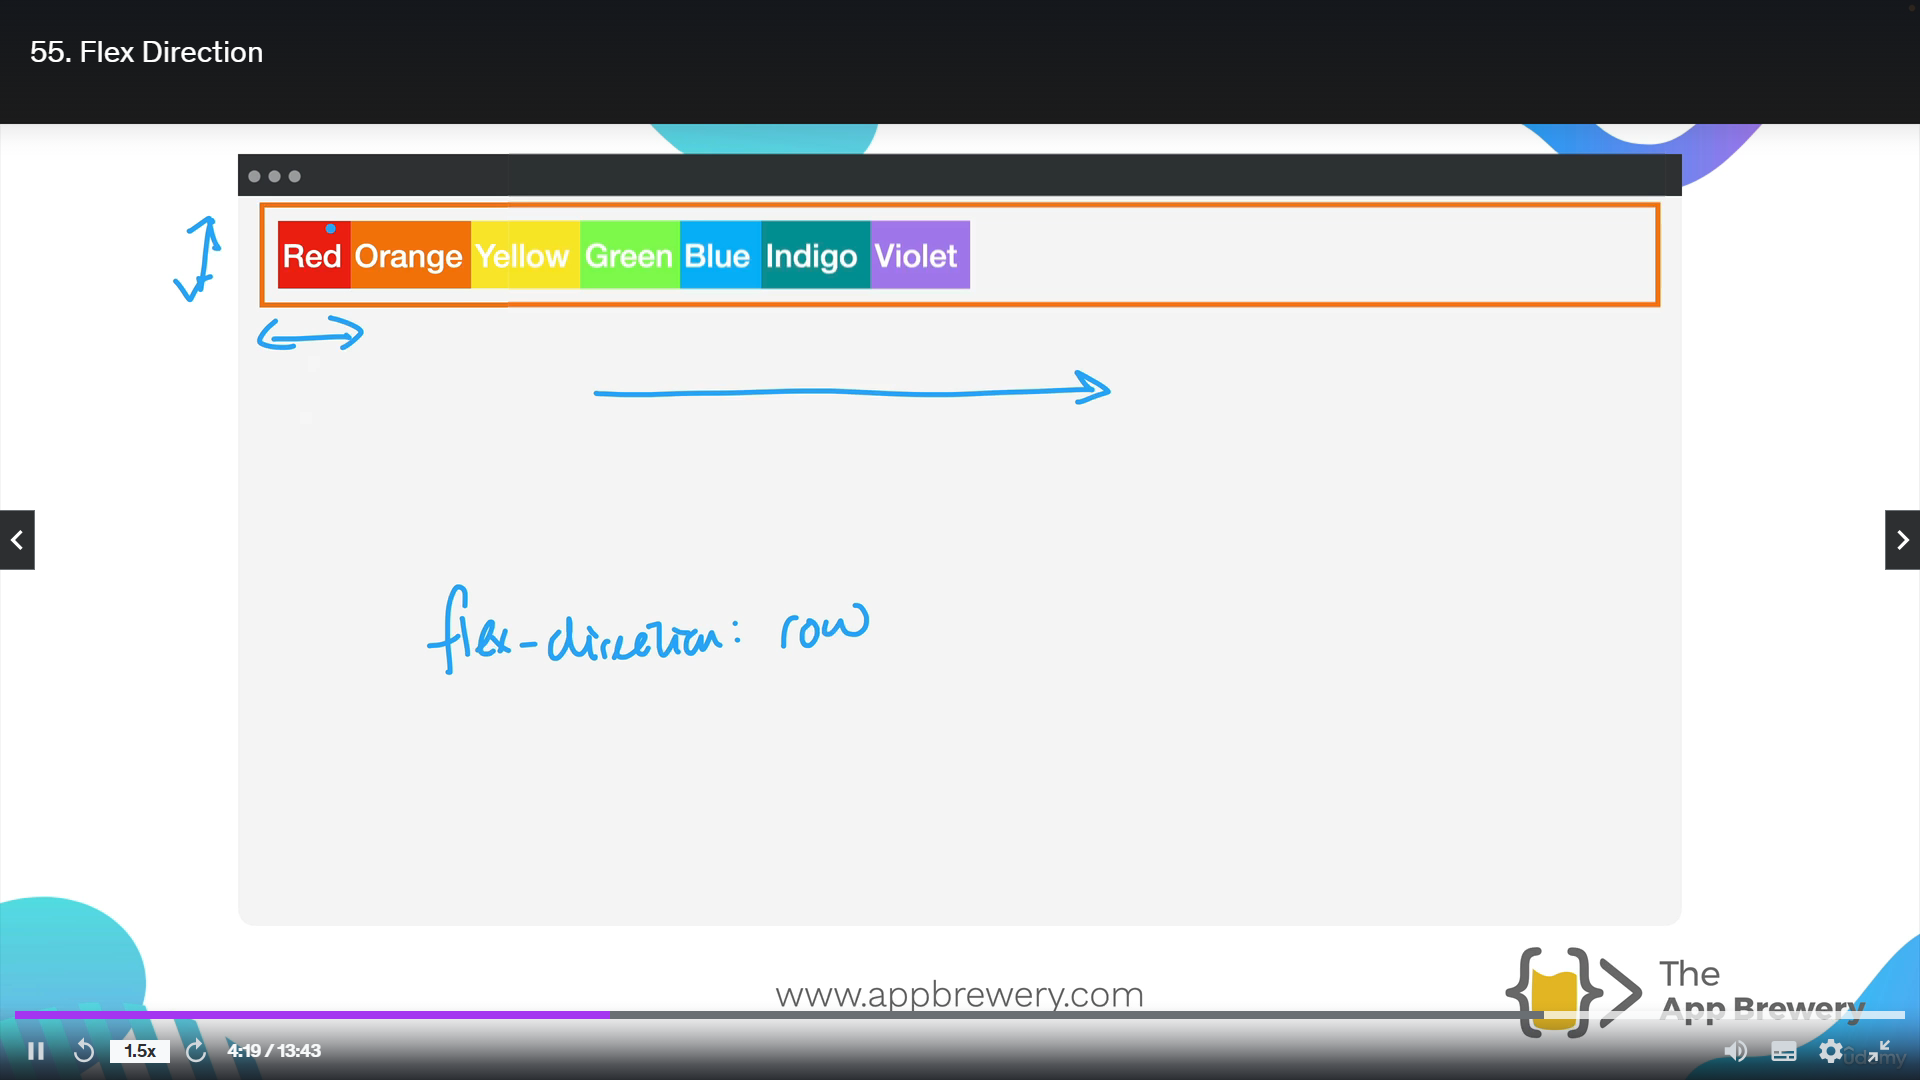 55. Flex Direction
Red Orange Yellow Green Blue Indigo Violet
flex-direction: row
www.appbrewery.com
The
App Brewery
1.5x
4:19 / 13:43
ûdemy